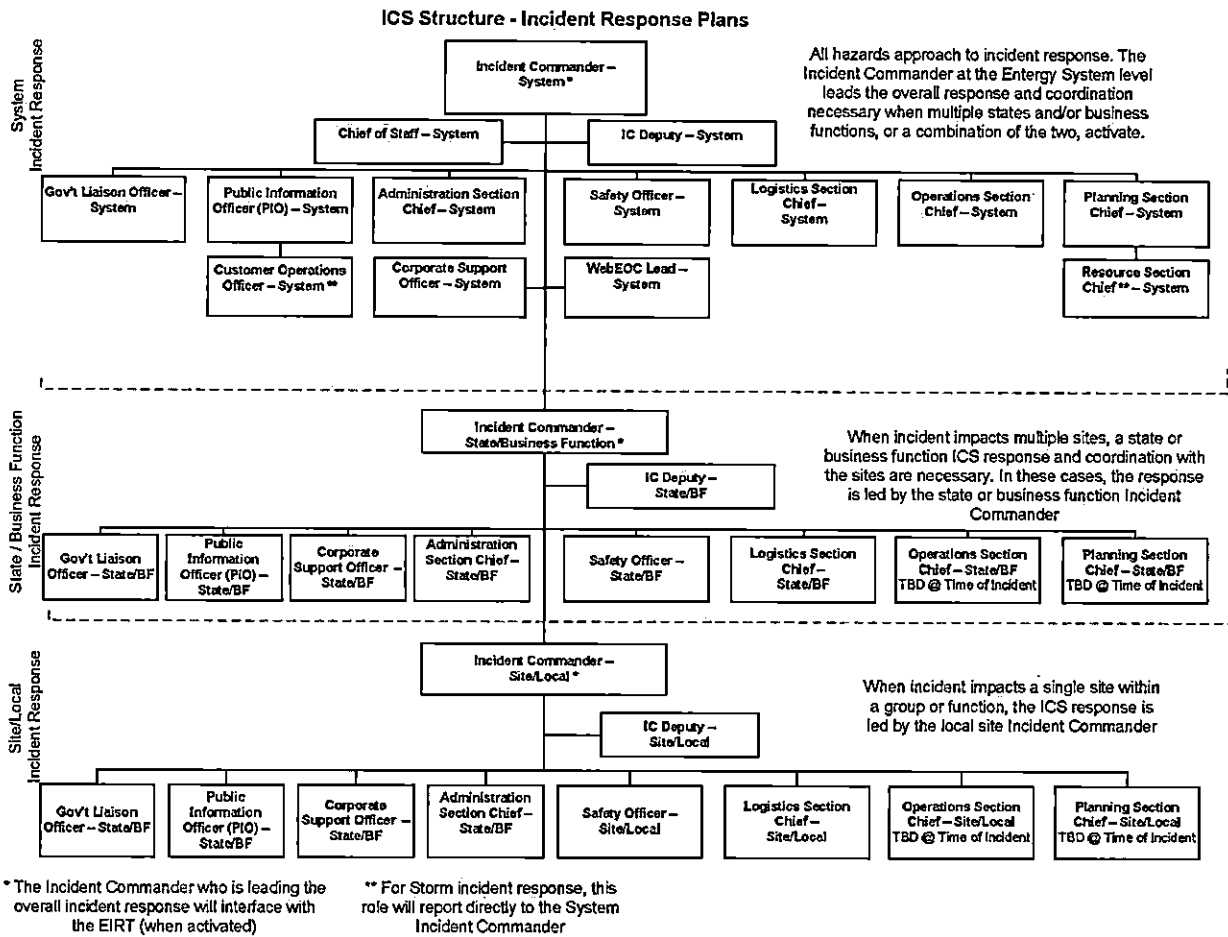 ICS Structure - Incident Response Plans
System
Incident Response
Incident Commander –
System *
All hazards approach to incident response. The
Incident Commander at the Entergy System level
leads the overall response and coordination
necessary when multiple states and/or business
functions, or a combination of the two, activate.
Chief of Staff – System
IC Deputy – System
Gov't Liaison Officer –
System
Public Information
Officer (PIO) – System
Administration Section
Chief – System
Safety Officer –
System
Logistics Section
Chief –
System
Operations Section
Chief – System
Planning Section
Chief – System
Customer Operations
Officer – System **
Corporate Support
Officer – System
WebEOC Lead –
System
Resource Section
Chief ** – System
State / Business Function
Incident Response
Incident Commander –
State/Business Function *
When incident impacts multiple sites, a state or
business function ICS response and coordination with
the sites are necessary. In these cases, the response
is led by the state or business function Incident
Commander
IC Deputy –
State/BF
Gov't Liaison
Officer – State/BF
Public
Information
Officer (PIO) –
State/BF
Corporate
Support Officer –
State/BF
Administration
Section Chief –
State/BF
Safety Officer –
State/BF
Logistics Section
Chief –
State/BF
Operations Section
Chief – State/BF
TBD @ Time of Incident
Planning Section
Chief – State/BF
TBD @ Time of Incident
Site/Local
Incident Response
Incident Commander –
Site/Local *
When incident impacts a single site within
a group or function, the ICS response is
led by the local site Incident Commander
IC Deputy –
Site/Local
Gov't Liaison
Officer – State/BF
Public
Information
Officer (PIO) –
State/BF
Corporate
Support Officer –
State/BF
Administration
Section Chief –
State/BF
Safety Officer –
Site/Local
Logistics Section
Chief –
Site/Local
Operations Section
Chief – Site/Local
TBD @ Time of Incident
Planning Section
Chief – Site/Local
TBD @ Time of Incident
* The Incident Commander who is leading the
overall incident response will interface with
the EIRT (when activated)
** For Storm incident response, this
role will report directly to the System
Incident Commander